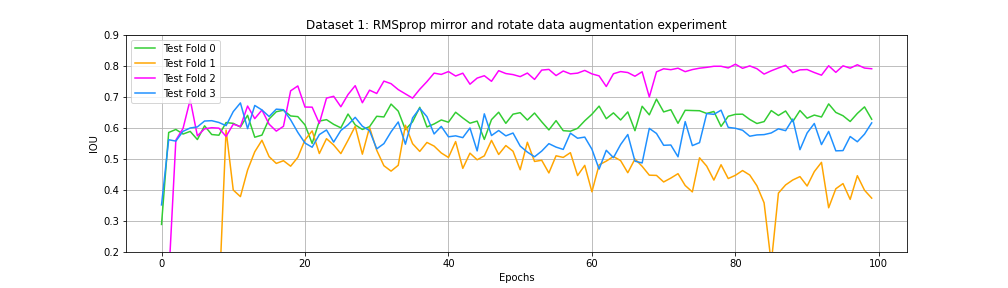 Dataset 1: RMSprop mirror and rotate data augmentation experiment
0.9
0.8
0.7
0.6
0.5
0.4
0.3
0.2
IOU
Test Fold 0
Test Fold 1
Test Fold 2
Test Fold 3
0 20 40 60 80 100
Epochs